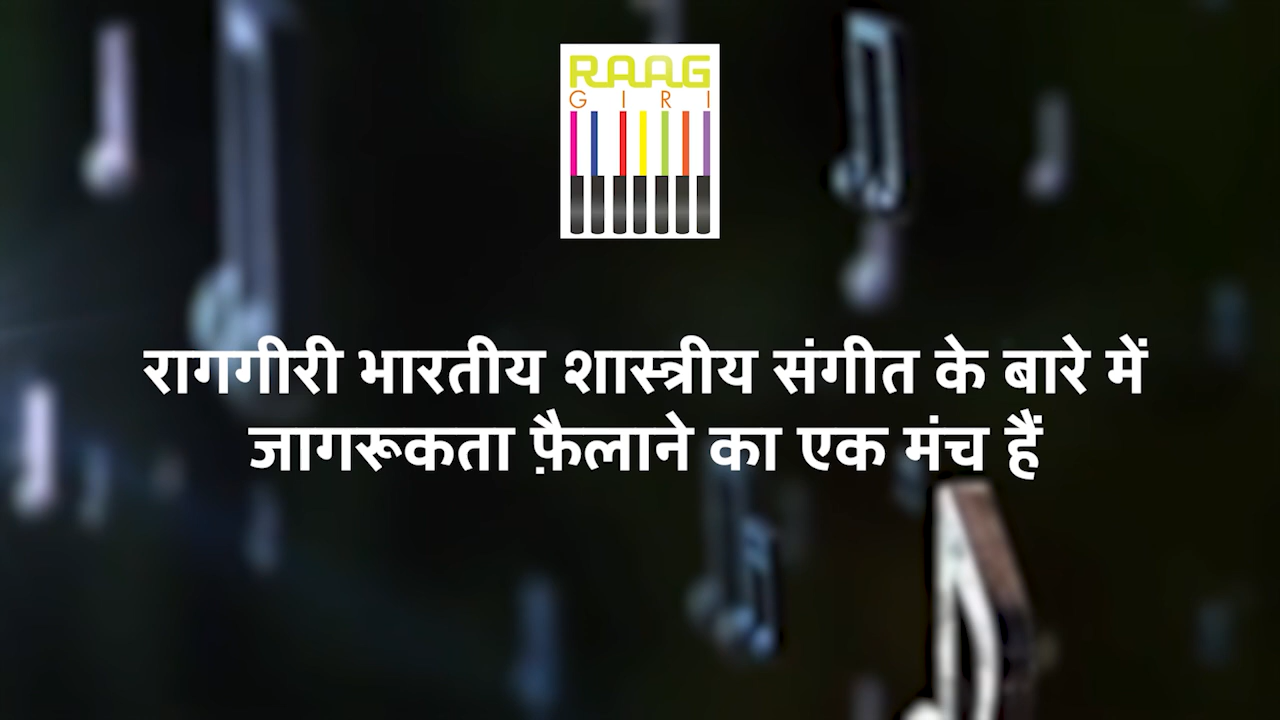 RAAG
GIRI
रागगीरी भारतीय शास्त्रीय संगीत के बारे में
जागरूकता फ़ैलाने का एक मंच हैं